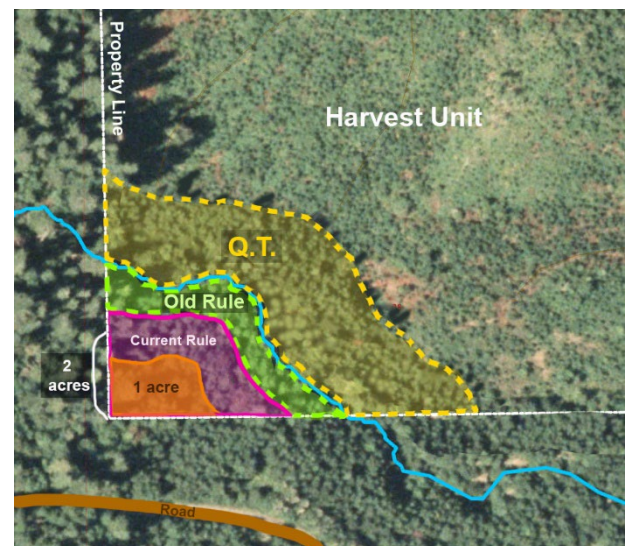 Property Line
Harvest Unit
Q.T.
Old Rule
Current Rule
2
acres
1 acre
Road